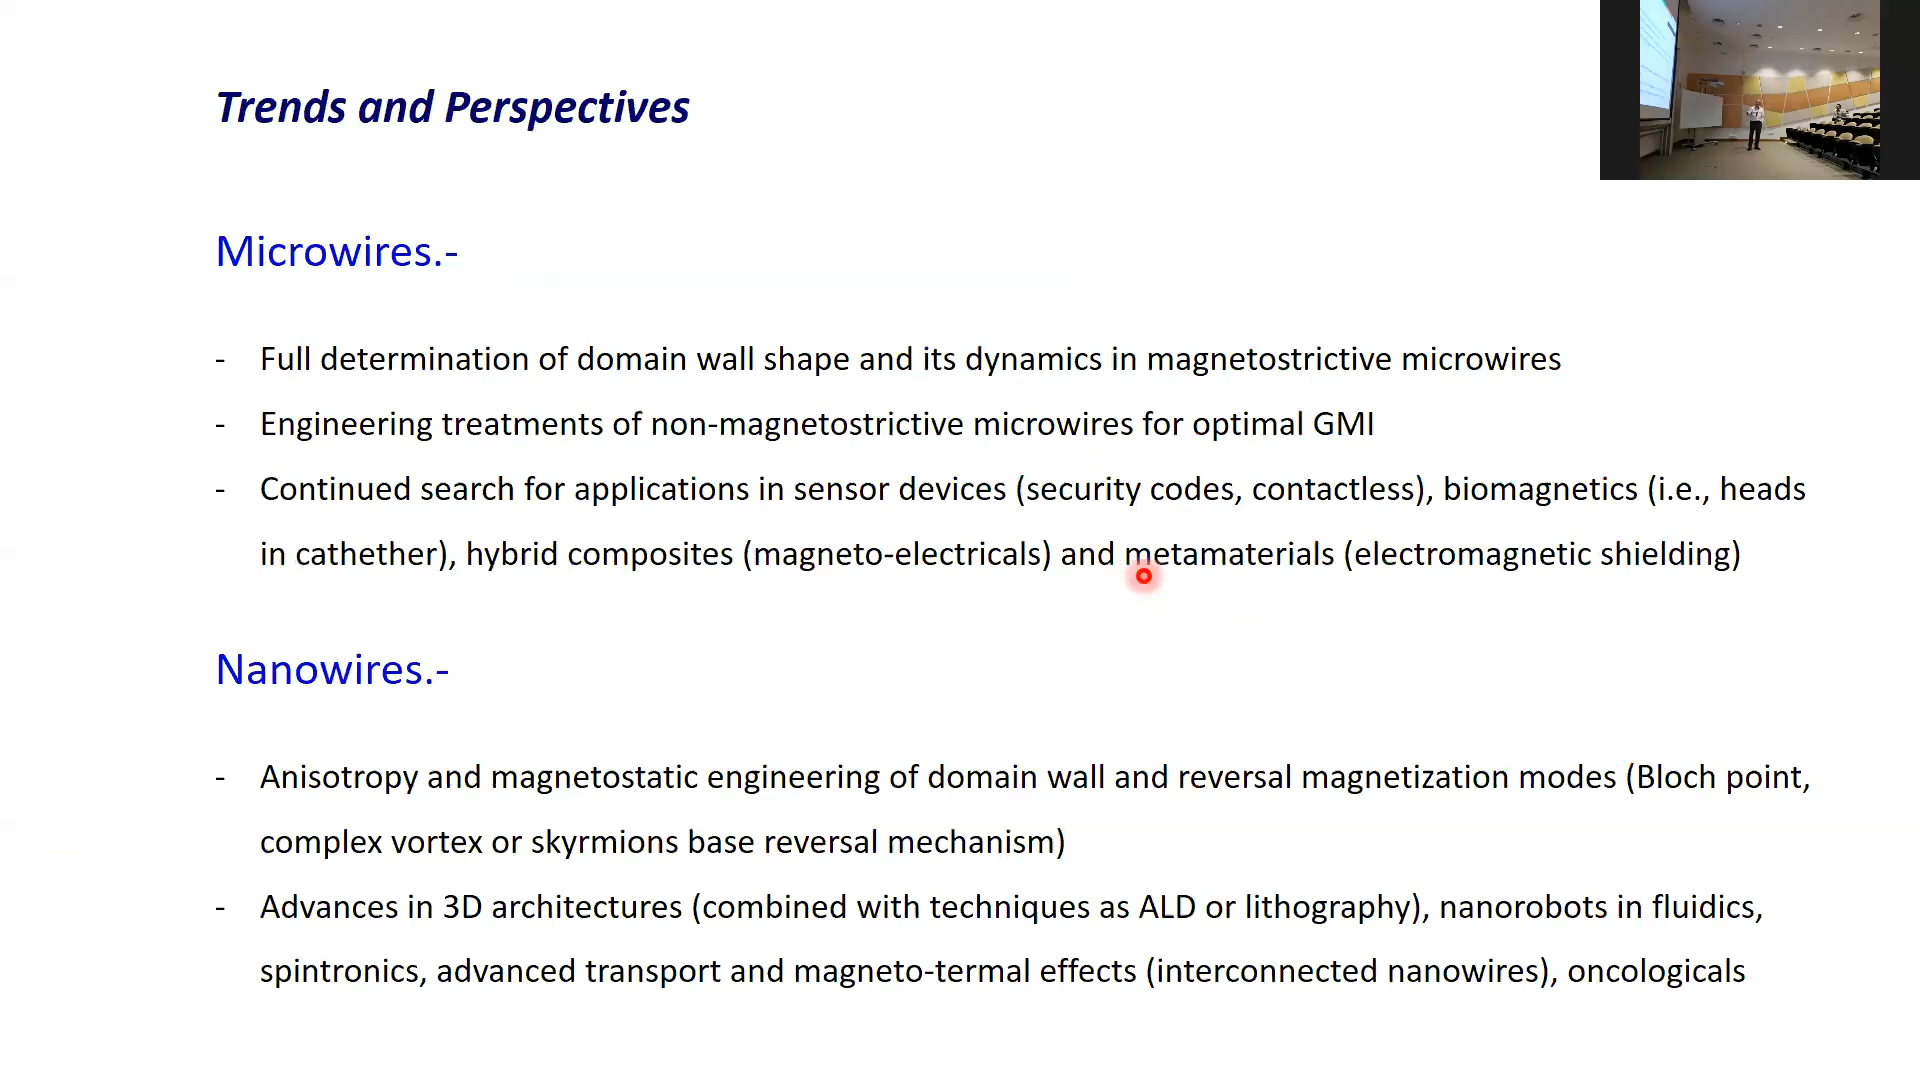 Trends and Perspectives
Microwires.-
- Full determination of domain wall shape and its dynamics in magnetostrictive microwires
- Engineering treatments of non-magnetostrictive microwires for optimal GMI
- Continued search for applications in sensor devices (security codes, contactless), biomagnetics (i.e., heads
in cathether), hybrid composites (magneto-electricals) and metamaterials (electromagnetic shielding)
Nanowires.-
- Anisotropy and magnetostatic engineering of domain wall and reversal magnetization modes (Bloch point,
complex vortex or skyrmions base reversal mechanism)
- Advances in 3D architectures (combined with techniques as ALD or lithography), nanorobots in fluidics,
spintronics, advanced transport and magneto-termal effects (interconnected nanowires), oncologicals